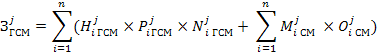 З^j_ГСМ = ∑_{i=1}^{n} (H^j_{i ГСМ} × P^j_{i ГСМ} × N^j_{i ГСМ} + ∑_{i=1}^{n} M^j_{i СМ} × O^j_{i СМ})